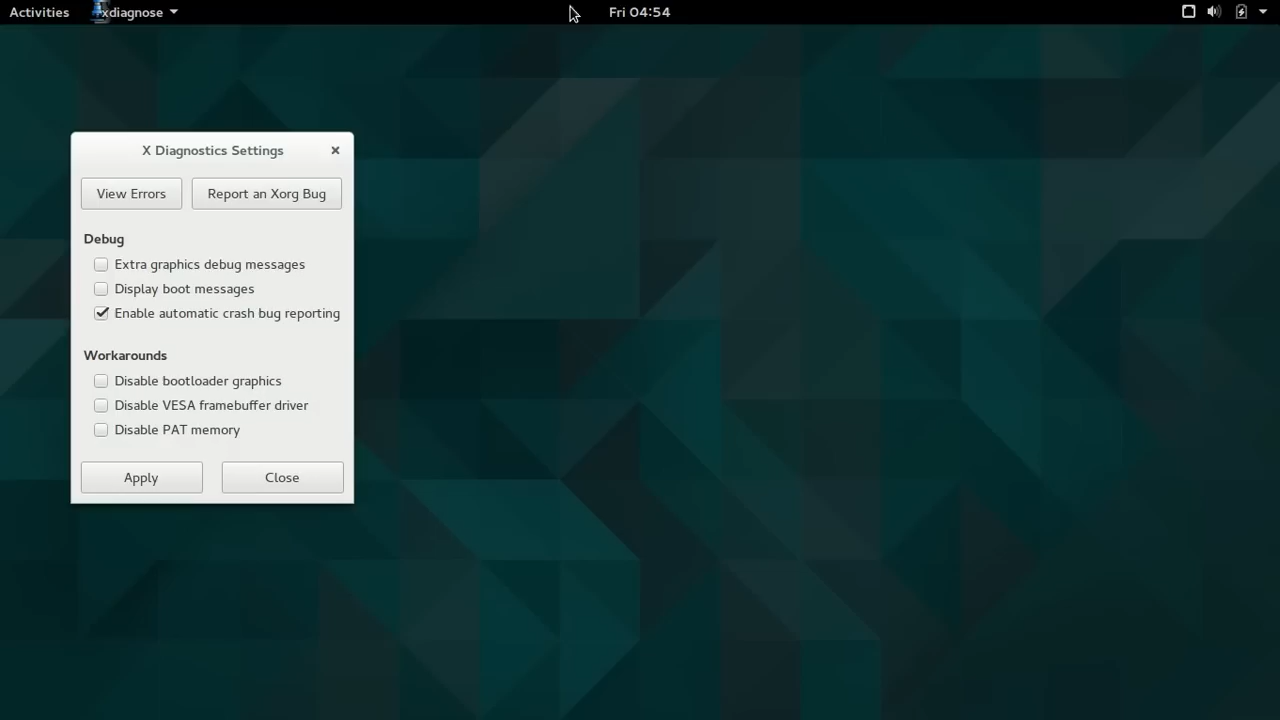 Activities xdiagnose Fri 04:54
X Diagnostics Settings
View Errors Report an Xorg Bug
Debug
Extra graphics debug messages
Display boot messages
Enable automatic crash bug reporting
Workarounds
Disable bootloader graphics
Disable VESA framebuffer driver
Disable PAT memory
Apply Close